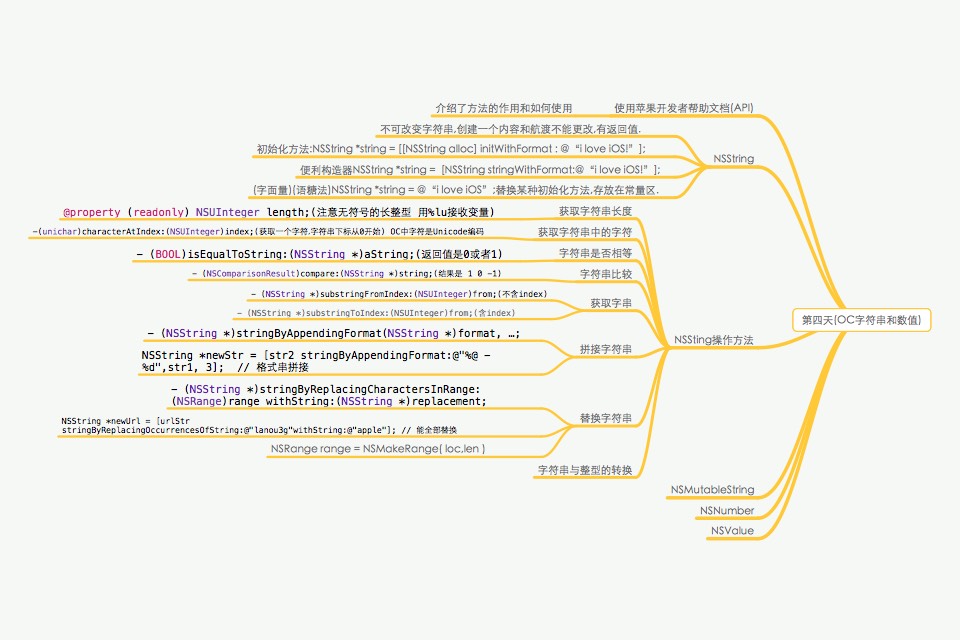 介绍了方法的作用和如何使用
使用苹果开发者帮助文档(API)
不可改变字符串,创建一个内容和航渡不能更改,有返回值.
初始化方法:NSString *string = [[NSString alloc] initWithFormat : @ “i love iOS!” ];
便利构造器NSString *string = [NSString stringWithFormat:@ “i love iOS!” ];
(字面量)(语糖法)NSString *string = @ “i love iOS” ;替换某种初始化方法,存放在常量区.
NSString
@property (readonly) NSUInteger length;(注意无符号的长整型 用%lu接收变量)
获取字符串长度
-(unichar)characterAtIndex:(NSUInteger)index;(获取一个字符,字符串下标从0开始) OC中字符是Unicode编码
获取字符串中的字符
- (BOOL)isEqualToString:(NSString *)aString;(返回值是0或者1)
字符串是否相等
- (NSComparisonResult)compare:(NSString *)string;(结果是 1 0 -1)
字符串比较
- (NSString *)substringFromIndex:(NSUInteger)from;(不含index)
- (NSString *)substringToIndex:(NSUInteger)from;(含index)
获取字串
- (NSString *)stringByAppendingFormat(NSString *)format, …;
NSString *newStr = [str2 stringByAppendingFormat:@"%@ -
%d",str1, 3]; // 格式串拼接
拼接字符串
- (NSString *)stringByReplacingCharactersInRange:
(NSRange)range withString:(NSString *)replacement;
NSString *newUrl = [urlStr
stringByReplacingOccurrencesOfString:@"lanou3g"withString:@"apple"]; // 能全部替换
NSRange range = NSMakeRange( loc,len )
替换字符串
字符串与整型的转换
NSSting操作方法
NSMutableString
NSNumber
NSValue
第四天(OC字符串和数值)